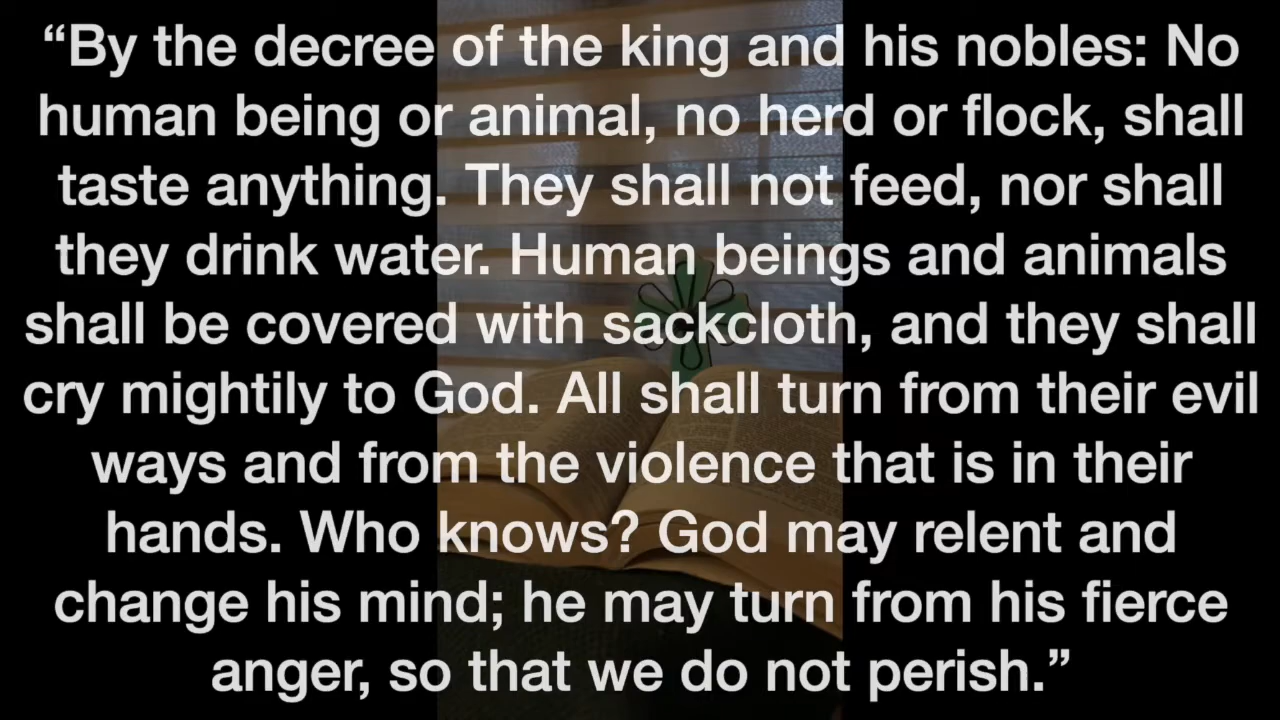 “By the decree of the king and his nobles: No
human being or animal, no herd or flock, shall
taste anything. They shall not feed, nor shall
they drink water. Human beings and animals
shall be covered with sackcloth, and they shall
cry mightily to God. All shall turn from their evil
ways and from the violence that is in their
hands. Who knows? God may relent and
change his mind; he may turn from his fierce
anger, so that we do not perish.”